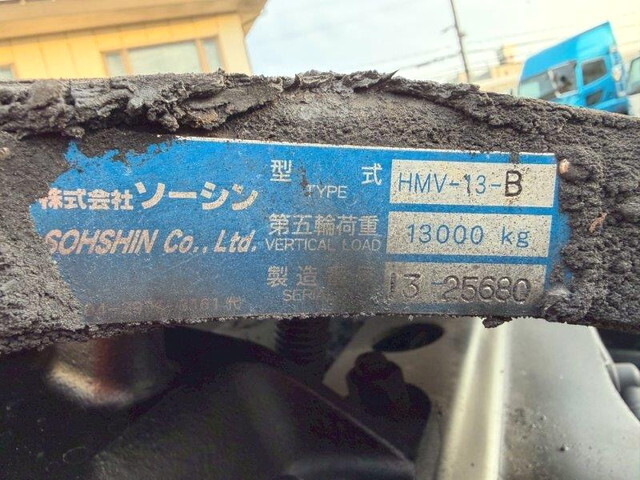 株式会社ソーシン
SOHSHIN Co., Ltd.
型式 HMV-13-B
TYPE
第五輪荷重 13000 kg
VERTICAL LOAD
製造 13-25680
SERIAL